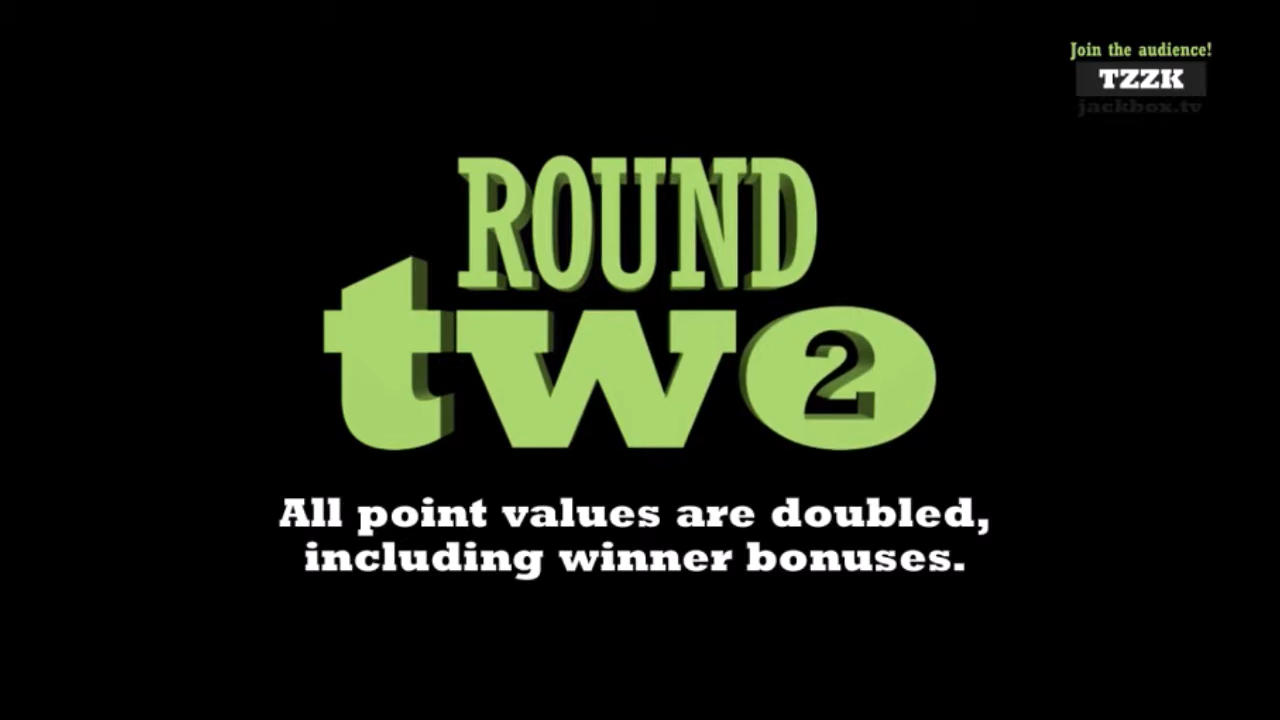 Join the audience!
TZZK
jackbox.tv
ROUND
two
2
All point values are doubled,
including winner bonuses.